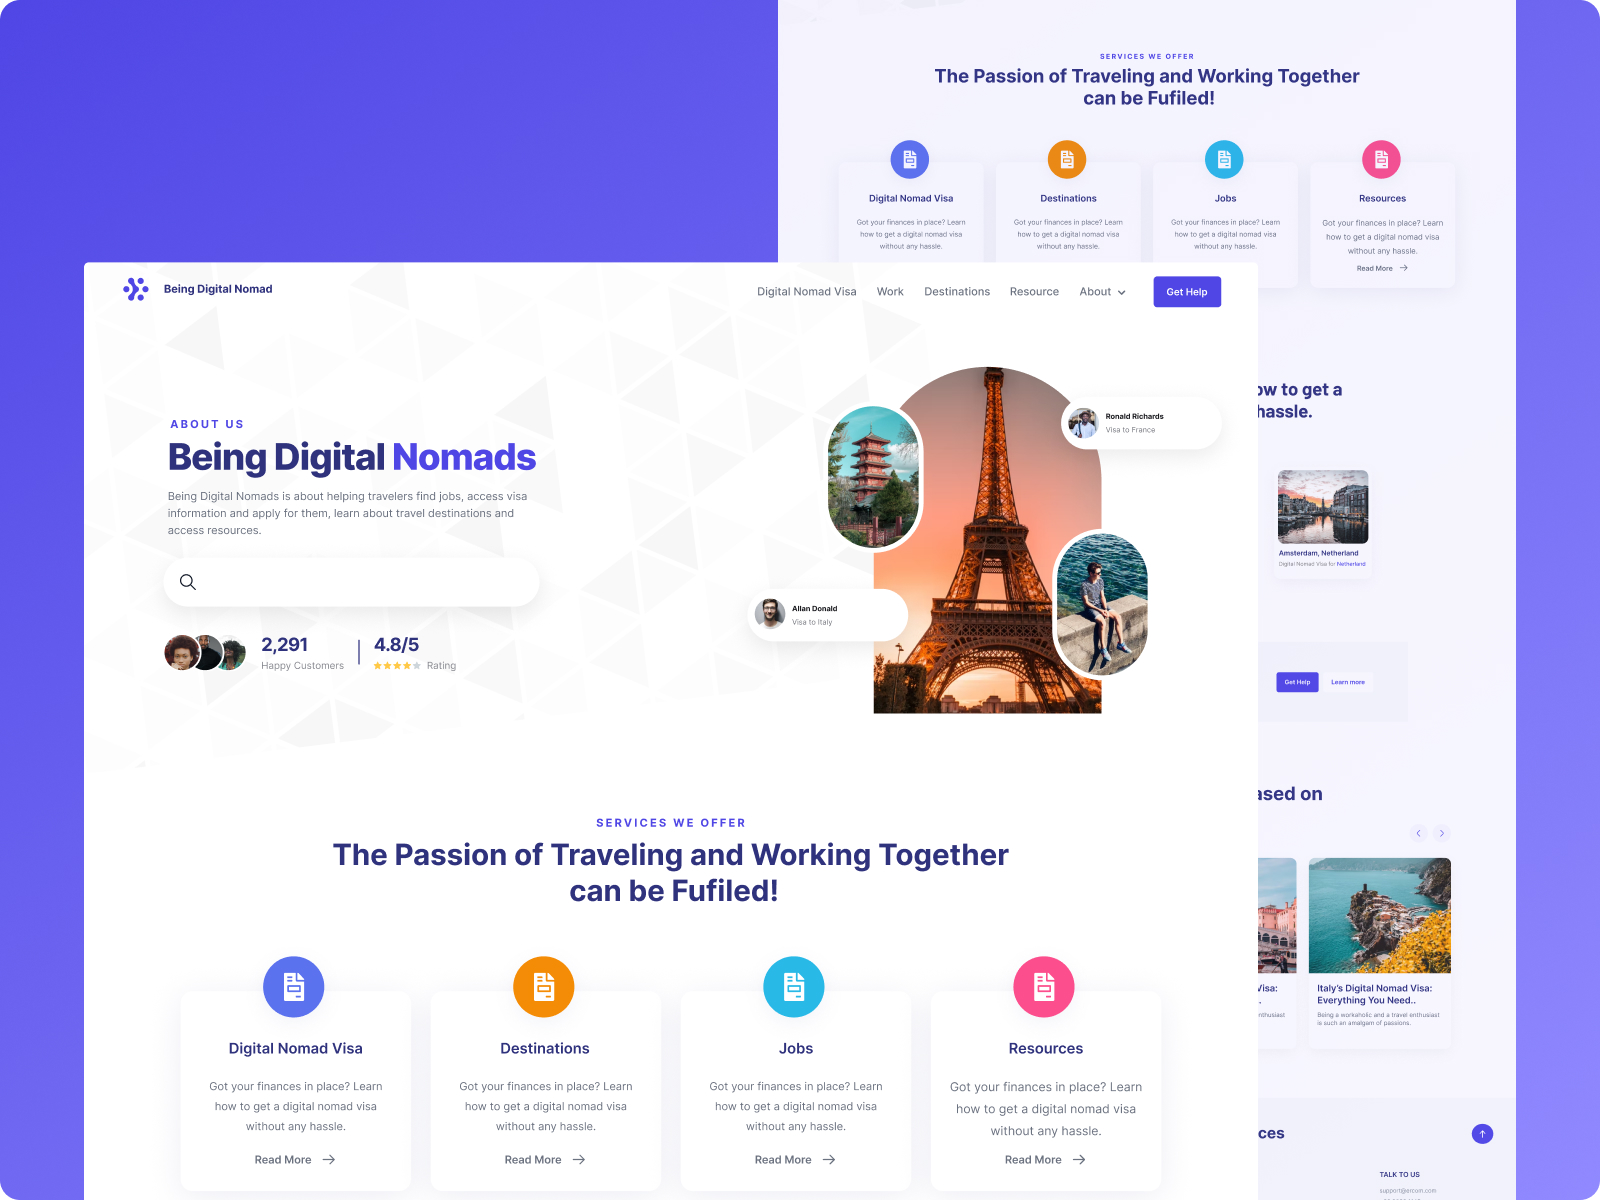 SERVICES WE OFFER
The Passion of Traveling and Working Together
can be Fufiled!
Digital Nomad Visa
Got your finances in place? Learn
how to get a digital nomad visa
without any hassle.
Destinations
Got your finances in place? Learn
how to get a digital nomad visa
without any hassle.
Jobs
Got your finances in place? Learn
how to get a digital nomad visa
without any hassle.
Resources
Got your finances in place? Learn
how to get a digital nomad visa
without any hassle.
Read More
Being Digital Nomad
Digital Nomad Visa
Work
Destinations
Resource
About
Get Help
ABOUT US
Being Digital Nomads
Being Digital Nomads is about helping travelers find jobs, access visa
information and apply for them, learn about travel destinations and
access resources.
2,291
Happy Customers
4.8/5
Rating
Ronald Richards
Visa to France
Allan Donald
Visa to Italy
SERVICES WE OFFER
The Passion of Traveling and Working Together
can be Fufiled!
Digital Nomad Visa
Got your finances in place? Learn
how to get a digital nomad visa
without any hassle.
Read More
Destinations
Got your finances in place? Learn
how to get a digital nomad visa
without any hassle.
Read More
Jobs
Got your finances in place? Learn
how to get a digital nomad visa
without any hassle.
Read More
Resources
Got your finances in place? Learn
how to get a digital nomad visa
without any hassle.
Read More
ow to get a
hassle.
Amsterdam, Netherland
Digital Nomad Visa for Netherland
Get Help
Learn more
ased on
Visa:
..
nthusiast
Italy's Digital Nomad Visa:
Everything You Need..
Being a workaholic and a travel enthusiast
is such an amalgam of passions.
ces
TALK TO US
support@ercom.com